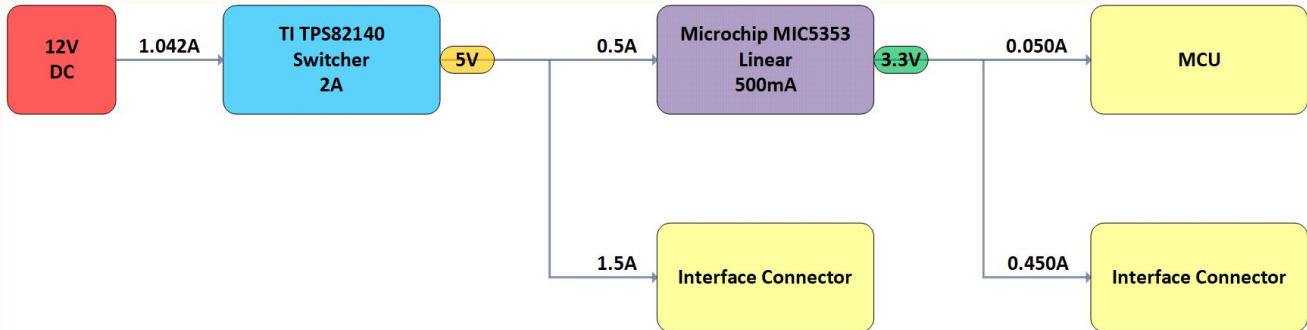 12V
DC
1.042A
TI TPS82140
Switcher
2A
5V
0.5A
Microchip MIC5353
Linear
500mA
3.3V
0.050A
MCU
1.5A
Interface Connector
0.450A
Interface Connector